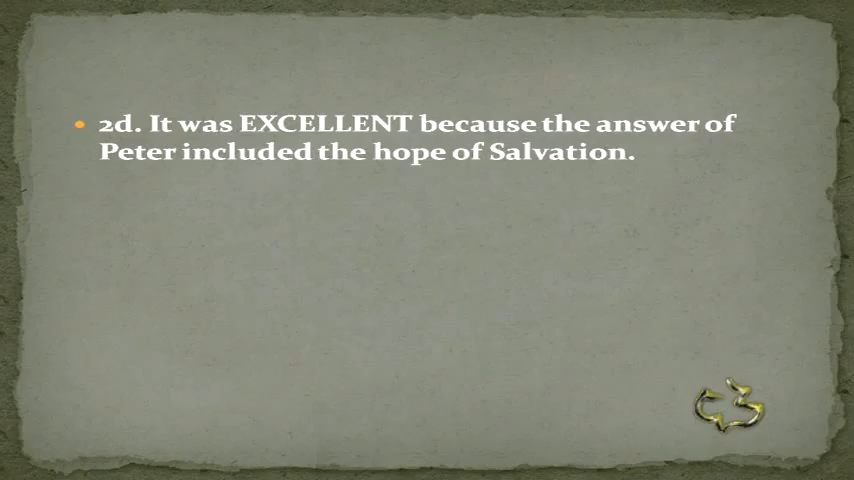 • 2d. It was EXCELLENT because the answer of
Peter included the hope of Salvation.